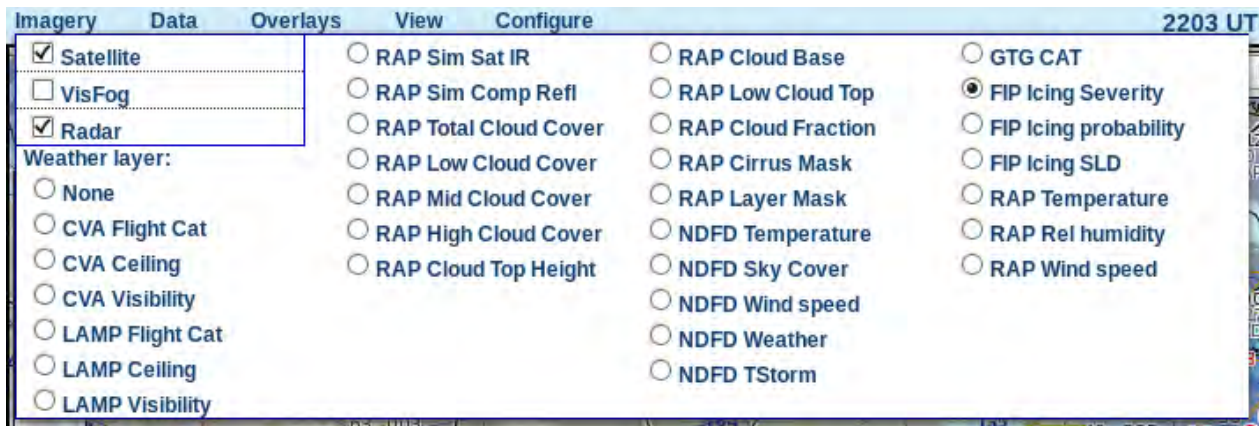 Imagery Data Overlays View Configure 2203 UT
Satellite
VisFog
Radar
Weather layer:
None
CVA Flight Cat
CVA Ceiling
CVA Visibility
LAMP Flight Cat
LAMP Ceiling
LAMP Visibility
RAP Sim Sat IR
RAP Sim Comp Refl
RAP Total Cloud Cover
RAP Low Cloud Cover
RAP Mid Cloud Cover
RAP High Cloud Cover
RAP Cloud Top Height
RAP Cloud Base
RAP Low Cloud Top
RAP Cloud Fraction
RAP Cirrus Mask
RAP Layer Mask
NDFD Temperature
NDFD Sky Cover
NDFD Wind speed
NDFD Weather
NDFD TStorm
GTG CAT
FIP Icing Severity
FIP Icing probability
FIP Icing SLD
RAP Temperature
RAP Rel humidity
RAP Wind speed